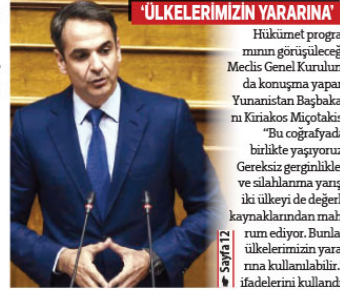 ‘ÜLKELERİMİZİN YARARINA’
Hükümet progra
mının görüşüleceğ
Meclis Genel Kurulun
da konuşma yapan
Yunanistan Başbaka
nı Kiriakos Miçotakis
“Bu coğrafyada
birlikte yaşıyoruz
Gereksiz gerginlikle
ve silahlanma yarış
iki ülkeyi de değerl
kaynaklarından mah
rum ediyor. Bunla
ülkelerimizin yara
rına kullanılabilir.
ifadelerini kullandı
Sayfa 12